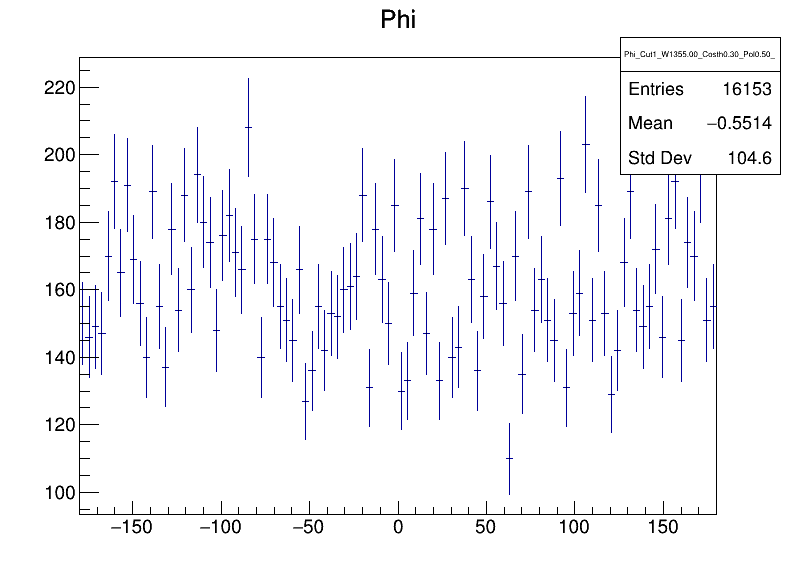 Phi
Phi_Cut1_W1355.00_Costh0.30_Pol0.50_
Entries 16153
Mean −0.5514
Std Dev 104.6
220
200
180
160
140
120
100
−150 −100 −50 0 50 100 150